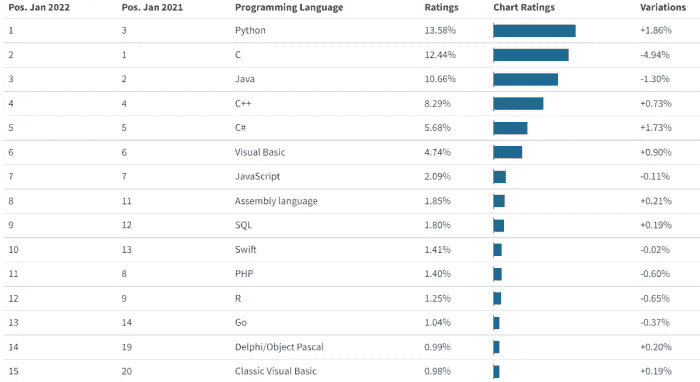 Pos. Jan 2022 Pos. Jan 2021 Programming Language Ratings Chart Ratings Variations
1 3 Python 13.58% +1.86%
2 1 C 12.44% -4.94%
3 2 Java 10.66% -1.30%
4 4 C++ 8.29% +0.73%
5 5 C# 5.68% +1.73%
6 6 Visual Basic 4.74% +0.90%
7 7 JavaScript 2.09% -0.11%
8 11 Assembly language 1.85% +0.21%
9 12 SQL 1.80% +0.19%
10 13 Swift 1.41% -0.02%
11 8 PHP 1.40% -0.60%
12 9 R 1.25% -0.65%
13 14 Go 1.04% -0.37%
14 19 Delphi/Object Pascal 0.99% +0.20%
15 20 Classic Visual Basic 0.98% +0.19%